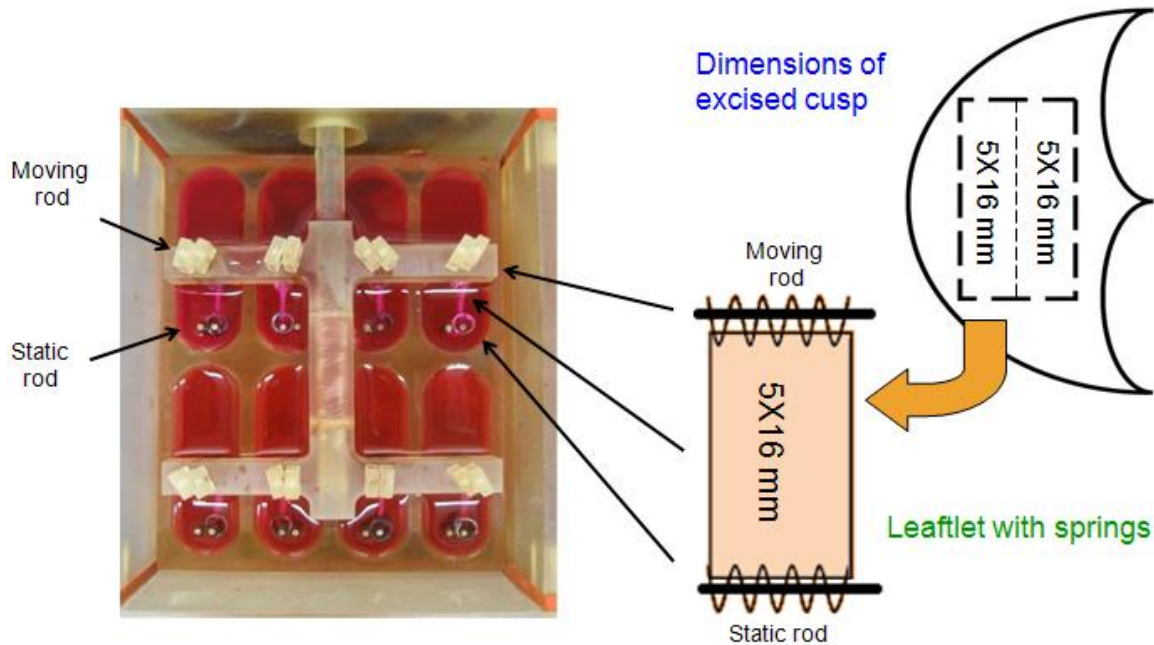 Dimensions of
excised cusp
Moving
rod
Static
rod
Moving
rod
5X16 mm
Static rod
5X16 mm
5X16 mm
Leaftlet with springs